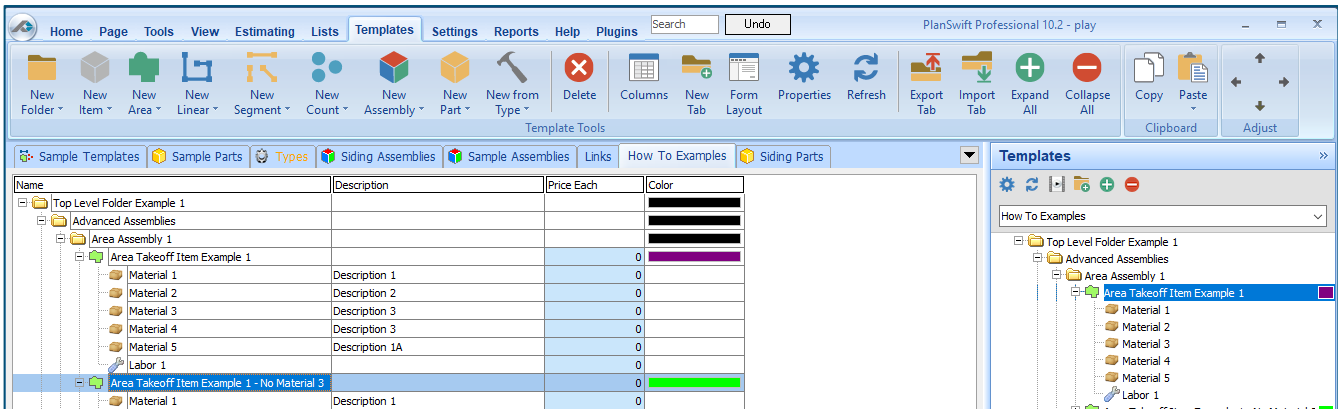 Search Undo PlanSwift Professional 10.2 - play
Home Page Tools View Estimating Lists Templates Settings Reports Help Plugins
New Folder New Item New Area New Linear New Segment New Count New Assembly New Part New from Type Delete Columns New Tab Form Layout Properties Refresh Export Tab Import Tab Expand All Collapse All Copy Paste
Template Tools Clipboard Adjust
Sample Templates Sample Parts Types Siding Assemblies Sample Assemblies Links How To Examples Siding Parts
Name Description Price Each Color
Top Level Folder Example 1
Advanced Assemblies
Area Assembly 1
Area Takeoff Item Example 1 0
Material 1 Description 1 0
Material 2 Description 2 0
Material 3 Description 3 0
Material 4 Description 3 0
Material 5 Description 1A 0
Labor 1 0
Area Takeoff Item Example 1 - No Material 3 0
Material 1 Description 1 0
Templates
How To Examples
Top Level Folder Example 1
Advanced Assemblies
Area Assembly 1
Area Takeoff Item Example 1
Material 1
Material 2
Material 3
Material 4
Material 5
Labor 1